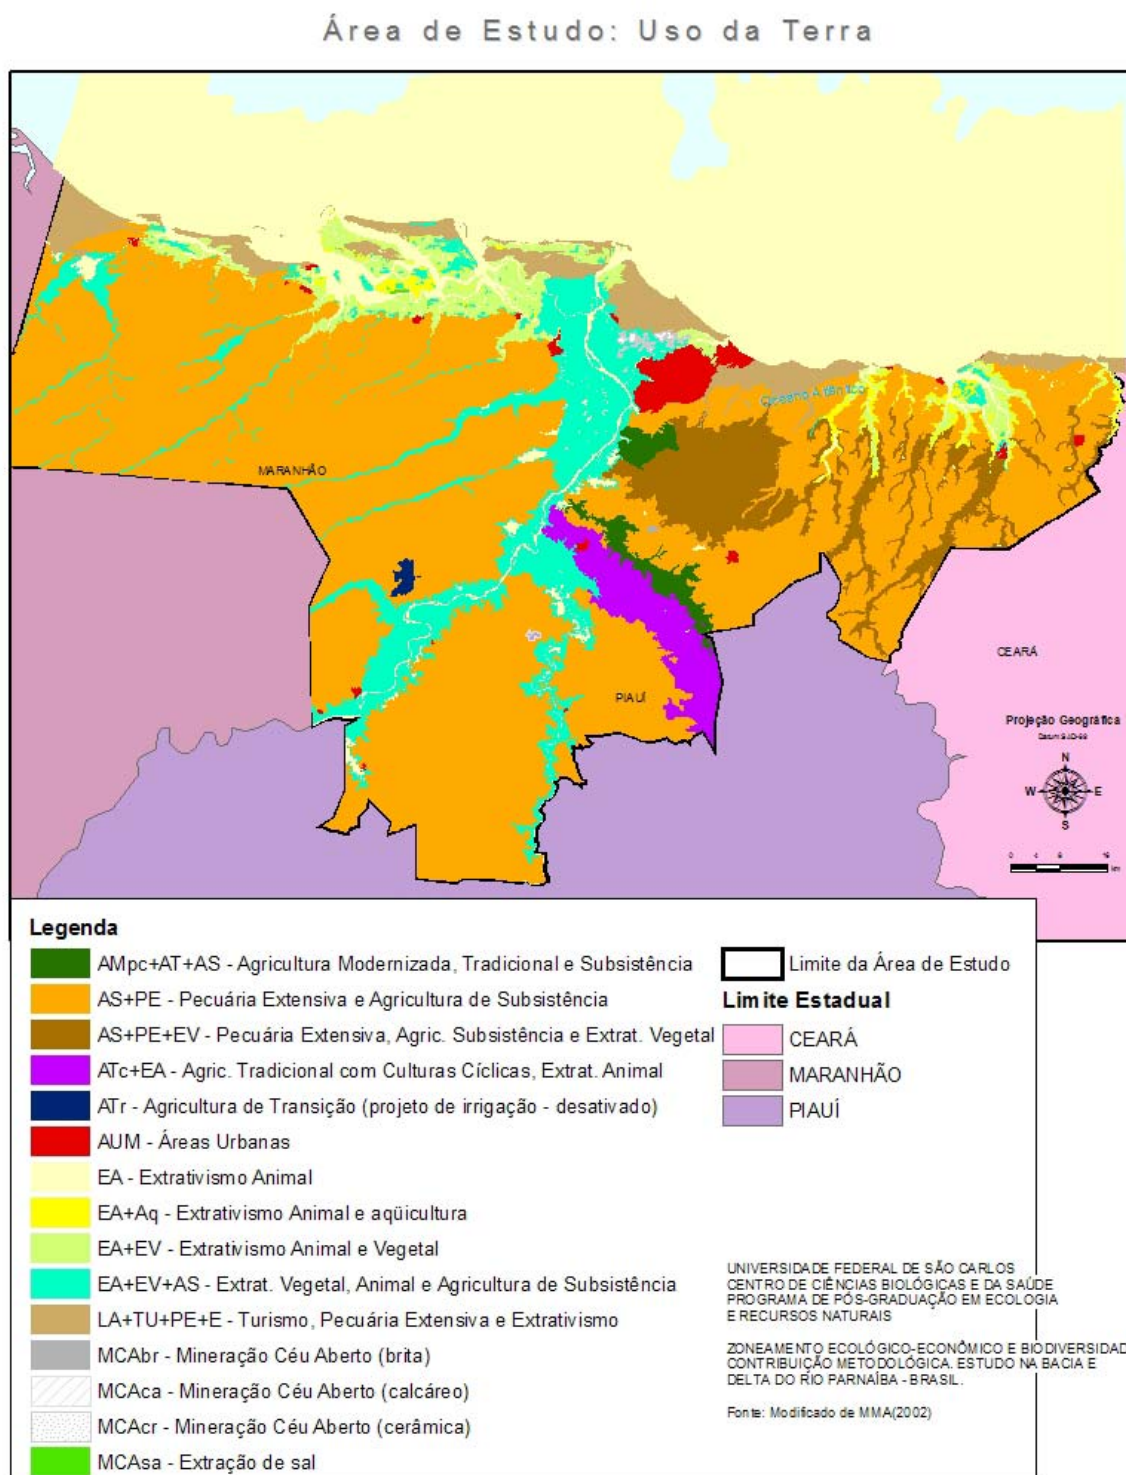 Área de Estudo: Uso da Terra
Oceano Atlântico
MARANHÃO
CEARÁ
PIAUÍ
Projeção Geográfica
Datum SAD-69
N
W E
S
km
Legenda
AMpc+AT+AS - Agricultura Modernizada, Tradicional e Subsistência
AS+PE - Pecuária Extensiva e Agricultura de Subsistência
AS+PE+EV - Pecuária Extensiva, Agric. Subsistência e Extrat. Vegetal
ATc+EA - Agric. Tradicional com Culturas Cíclicas, Extrat. Animal
ATr - Agricultura de Transição (projeto de irrigação - desativado)
AUM - Áreas Urbanas
EA - Extrativismo Animal
EA+Aq - Extrativismo Animal e aqüicultura
EA+EV - Extrativismo Animal e Vegetal
EA+EV+AS - Extrat. Vegetal, Animal e Agricultura de Subsistência
LA+TU+PE+E - Turismo, Pecuária Extensiva e Extrativismo
MCAbr - Mineração Céu Aberto (brita)
MCAca - Mineração Céu Aberto (calcáreo)
MCAcr - Mineração Céu Aberto (cerâmica)
MCAsa - Extração de sal
Limite da Área de Estudo
Limite Estadual
CEARÁ
MARANHÃO
PIAUÍ
UNIVERSIDADE FEDERAL DE SÃO CARLOS
CENTRO DE CIÊNCIAS BIOLÓGICAS E DA SAÚDE
PROGRAMA DE PÓS-GRADUAÇÃO EM ECOLOGIA
E RECURSOS NATURAIS
ZONEAMENTO ECOLÓGICO-ECONÔMICO E BIODIVERSIDAD
CONTRIBUIÇÃO METODOLÓGICA. ESTUDO NA BACIA E
DELTA DO RIO PARNAÍBA - BRASIL.
Fonte: Modificado de MMA(2002)